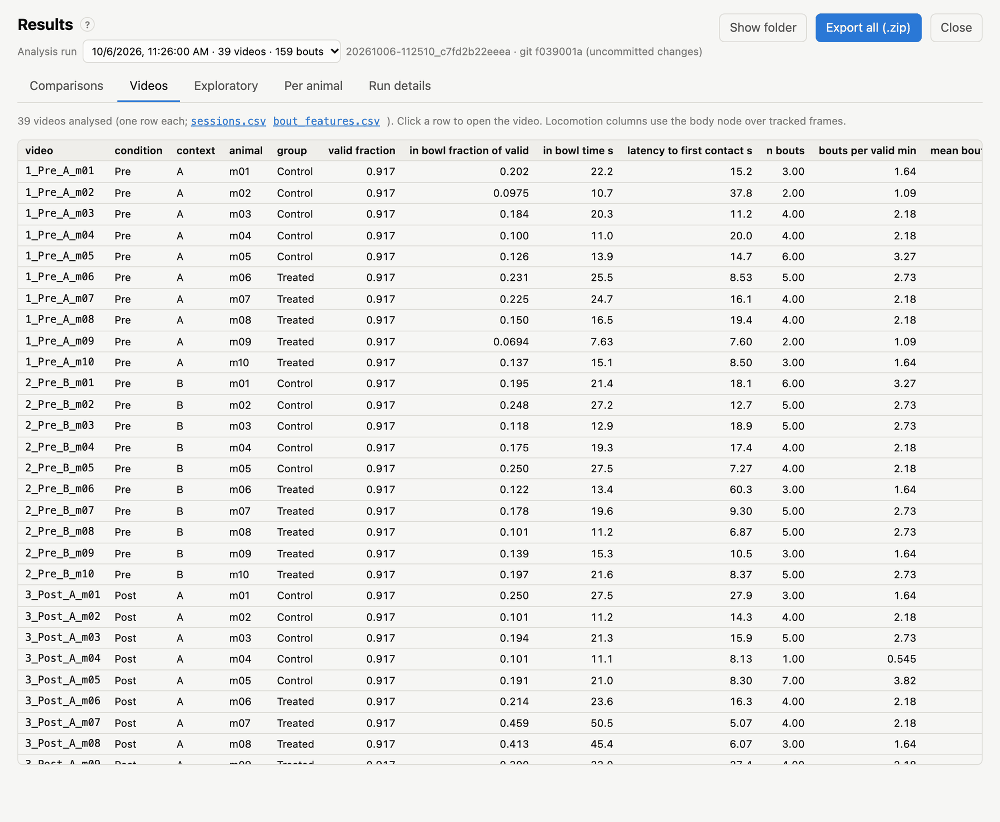 Results ?
Show folder Export all (.zip) Close
Analysis run 10/6/2026, 11:26:00 AM · 39 videos · 159 bouts 20261006-112510_c7fd2b22eeea · git f039001a (uncommitted changes)
Comparisons Videos Exploratory Per animal Run details
39 videos analysed (one row each; sessions.csv bout_features.csv ). Click a row to open the video. Locomotion columns use the body node over tracked frames.
video condition context animal group valid fraction in bowl fraction of valid in bowl time s latency to first contact s n bouts bouts per valid min mean bou
1_Pre_A_m01 Pre A m01 Control 0.917 0.202 22.2 15.2 3.00 1.64
1_Pre_A_m02 Pre A m02 Control 0.917 0.0975 10.7 37.8 2.00 1.09
1_Pre_A_m03 Pre A m03 Control 0.917 0.184 20.3 11.2 4.00 2.18
1_Pre_A_m04 Pre A m04 Control 0.917 0.100 11.0 20.0 4.00 2.18
1_Pre_A_m05 Pre A m05 Control 0.917 0.126 13.9 14.7 6.00 3.27
1_Pre_A_m06 Pre A m06 Treated 0.917 0.231 25.5 8.53 5.00 2.73
1_Pre_A_m07 Pre A m07 Treated 0.917 0.225 24.7 16.1 4.00 2.18
1_Pre_A_m08 Pre A m08 Treated 0.917 0.150 16.5 19.4 4.00 2.18
1_Pre_A_m09 Pre A m09 Treated 0.917 0.0694 7.63 7.60 2.00 1.09
1_Pre_A_m10 Pre A m10 Treated 0.917 0.137 15.1 8.50 3.00 1.64
2_Pre_B_m01 Pre B m01 Control 0.917 0.195 21.4 18.1 6.00 3.27
2_Pre_B_m02 Pre B m02 Control 0.917 0.248 27.2 12.7 5.00 2.73
2_Pre_B_m03 Pre B m03 Control 0.917 0.118 12.9 18.9 5.00 2.73
2_Pre_B_m04 Pre B m04 Control 0.917 0.175 19.3 17.4 4.00 2.18
2_Pre_B_m05 Pre B m05 Control 0.917 0.250 27.5 7.27 4.00 2.18
2_Pre_B_m06 Pre B m06 Treated 0.917 0.122 13.4 60.3 3.00 1.64
2_Pre_B_m07 Pre B m07 Treated 0.917 0.178 19.6 9.30 5.00 2.73
2_Pre_B_m08 Pre B m08 Treated 0.917 0.101 11.2 6.87 5.00 2.73
2_Pre_B_m09 Pre B m09 Treated 0.917 0.139 15.3 10.5 3.00 1.64
2_Pre_B_m10 Pre B m10 Treated 0.917 0.197 21.6 8.37 5.00 2.73
3_Post_A_m01 Post A m01 Control 0.917 0.250 27.5 27.9 3.00 1.64
3_Post_A_m02 Post A m02 Control 0.917 0.101 11.2 14.3 4.00 2.18
3_Post_A_m03 Post A m03 Control 0.917 0.194 21.3 15.9 5.00 2.73
3_Post_A_m04 Post A m04 Control 0.917 0.101 11.1 8.13 1.00 0.545
3_Post_A_m05 Post A m05 Control 0.917 0.191 21.0 8.30 7.00 3.82
3_Post_A_m06 Post A m06 Treated 0.917 0.214 23.6 16.3 4.00 2.18
3_Post_A_m07 Post A m07 Treated 0.917 0.459 50.5 5.07 4.00 2.18
3_Post_A_m08 Post A m08 Treated 0.917 0.413 45.4 6.07 3.00 1.64
3_Post_A_m09 Post A m09 Treated 0.917